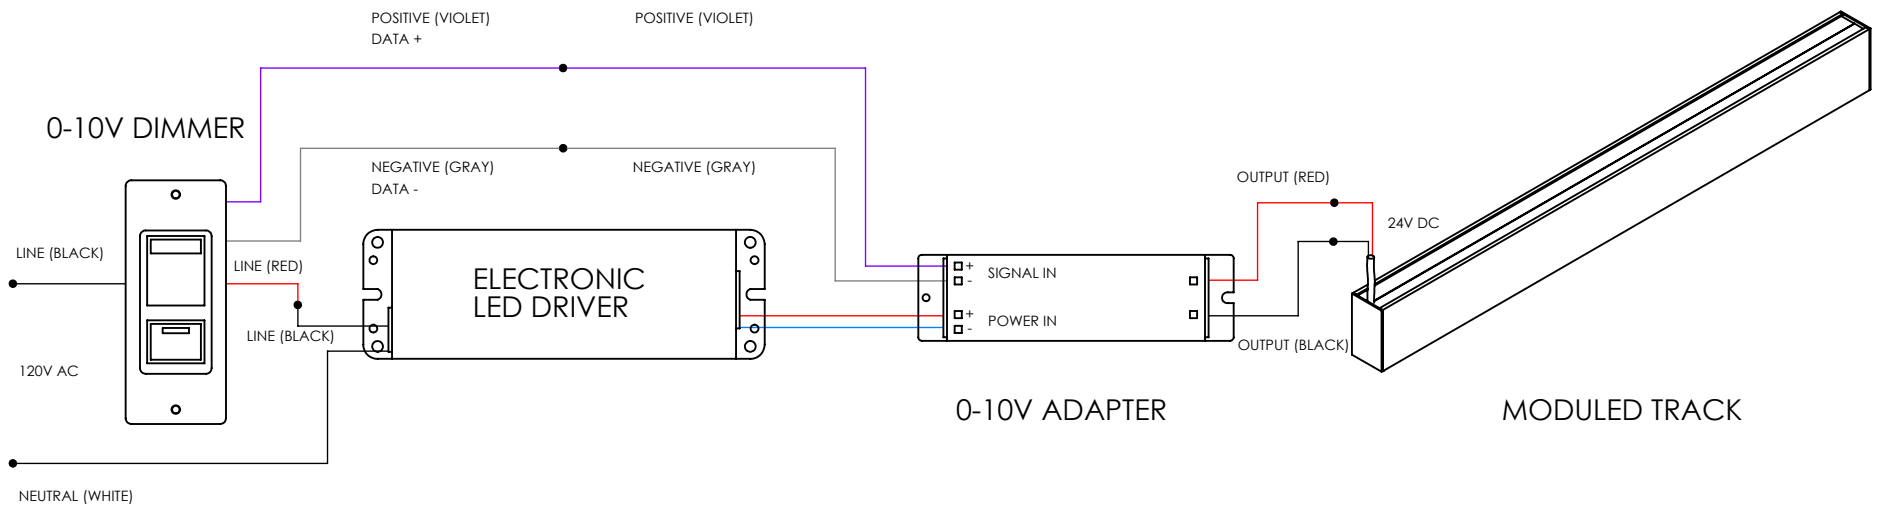 POSITIVE (VIOLET)
DATA +
POSITIVE (VIOLET)
0-10V DIMMER
NEGATIVE (GRAY)
DATA -
NEGATIVE (GRAY)
OUTPUT (RED)
24V DC
LINE (BLACK)
LINE (RED)
ELECTRONIC
LED DRIVER
+
SIGNAL IN
-
+
POWER IN
-
LINE (BLACK)
OUTPUT (BLACK)
120V AC
0-10V ADAPTER
MODULED TRACK
NEUTRAL (WHITE)